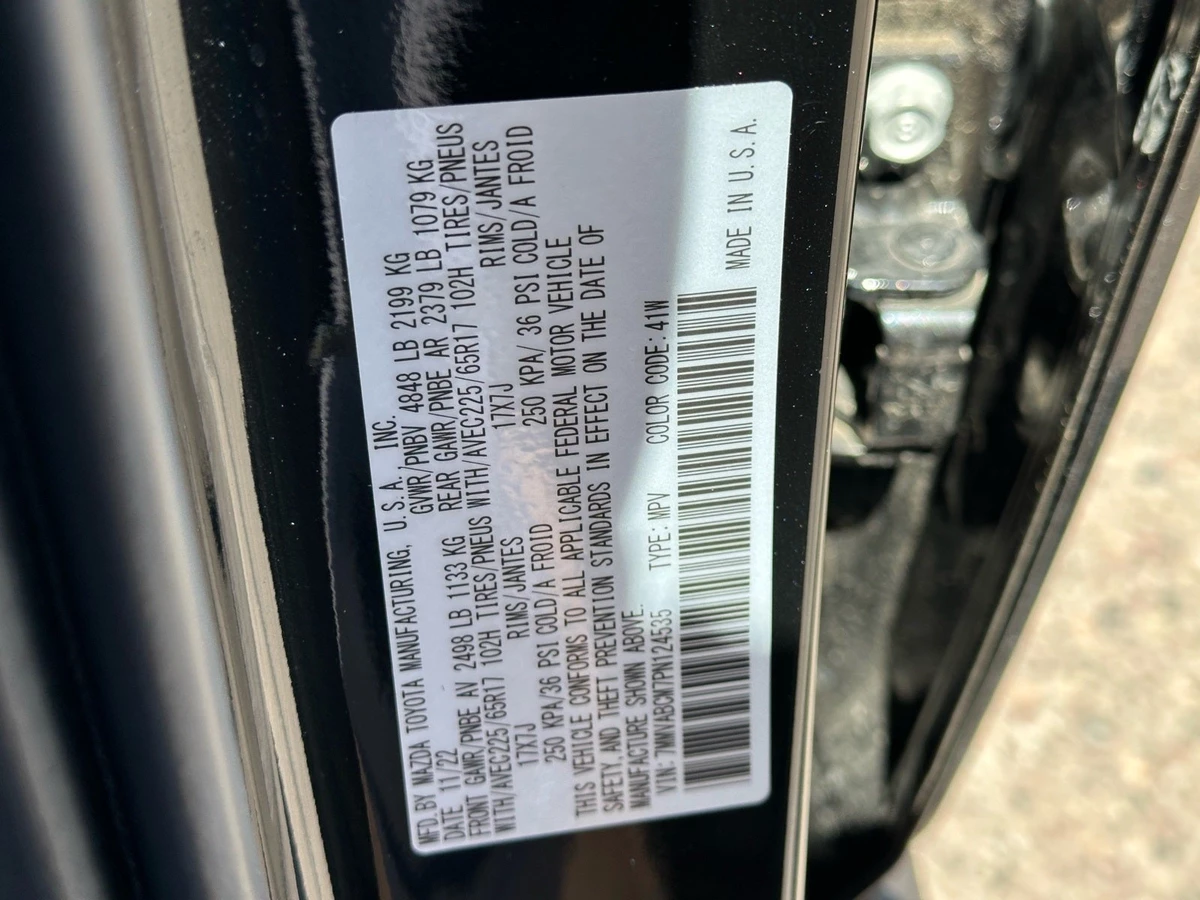 MFD.BY MAZDA TOYOTA MANUFACTURING, U.S.A, INC.
DATE 11/22 GVWR/PNBV 4848 LB 2199 KG
FRONT GAWR/PNBE AV 2498 LB 1133 KG REAR GAWR/PNBE AR 2379 LB 1079 KG
WITH/AVEC225/65R17 102H TIRES/PNEUS WITH/AVEC225/65R17 102H TIRES/PNEUS
17X7J RIMS/JANTES 17X7J RIMS/JANTES
250 KPA/36 PSI COLD/A FROID 250 KPA/ 36 PSI COLD/A FROID
THIS VEHICLE CONFORMS TO ALL APPLICABLE FEDERAL MOTOR VEHICLE
SAFETY,AND THEFT PREVENTION STANDARDS IN EFFECT ON THE DATE OF
MANUFACTURE SHOWN ABOVE.
VIN: 7MMVABCM7PN124535 TYPE: MPV COLOR CODE: 41W
MADE IN U.S.A.